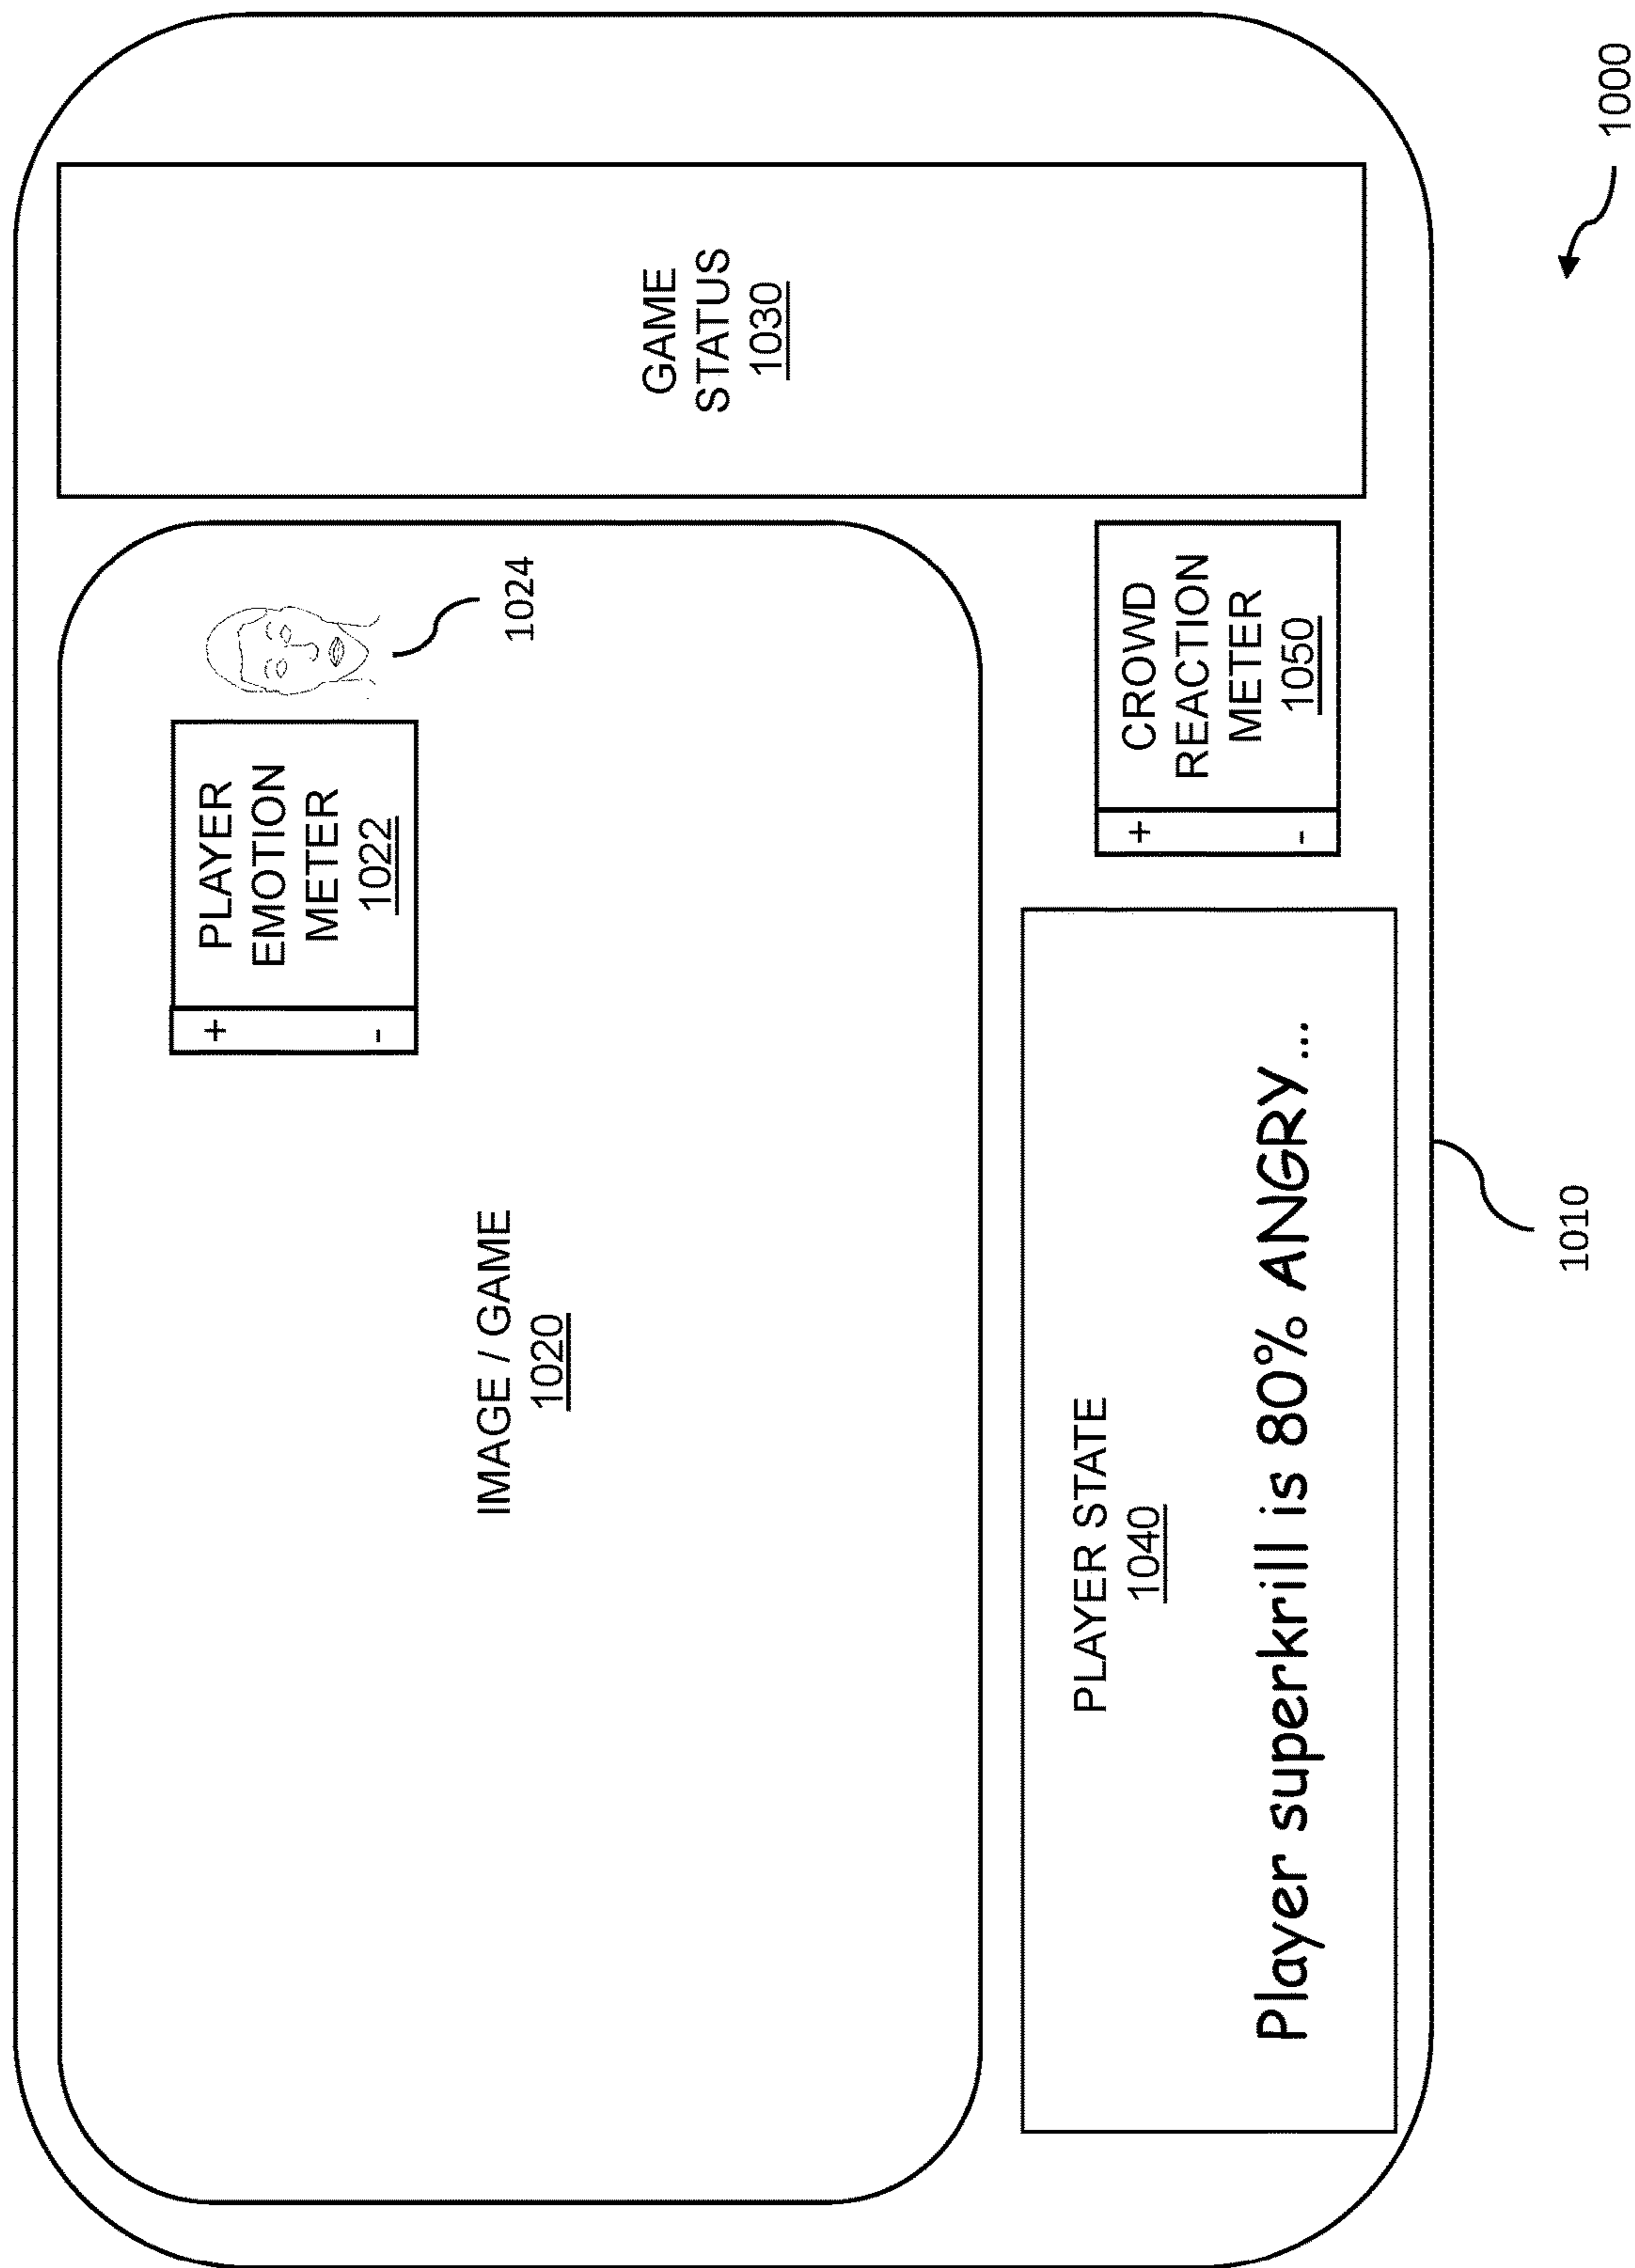 PLAYER
EMOTION
METER
1022
+
-
1024
IMAGE / GAME
1020
GAME
STATUS
1030
PLAYER STATE
1040
Player superkrill is 80% ANGRY...
CROWD
REACTION
METER
1050
+
-
1010
1000